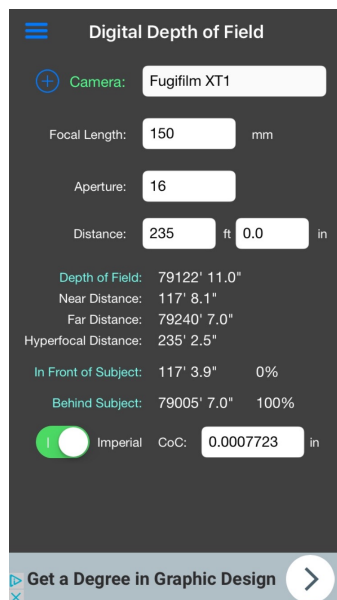 Digital Depth of Field
Camera: Fugifilm XT1
Focal Length: 150 mm
Aperture: 16
Distance: 235 ft 0.0 in
Depth of Field: 79122' 11.0"
Near Distance: 117' 8.1"
Far Distance: 79240' 7.0"
Hyperfocal Distance: 235' 2.5"
In Front of Subject: 117' 3.9" 0%
Behind Subject: 79005' 7.0" 100%
Imperial CoC: 0.0007723 in
Get a Degree in Graphic Design